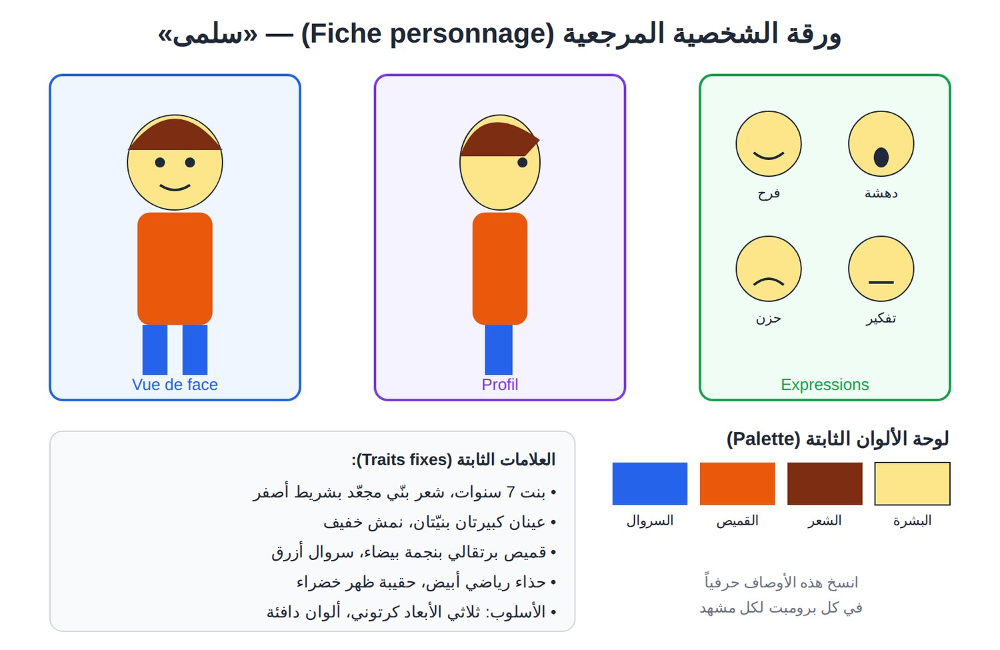 ورقة الشخصية المرجعية (Fiche personnage) — «سلمى»
دهشة
فرح
تفكير
حزن
Expressions
Profil
Vue de face
لوحة الألوان الثابتة (Palette)
البشرة
الشعر
القميص
السروال
انسخ هذه الأوصاف حرفياً
في كل برومبت لكل مشهد
العلامات الثابتة (Traits fixes):
• بنت 7 سنوات، شعر بنّي مجعّد بشريط أصفر
• عينان كبيرتان بنيّتان، نمش خفيف
• قميص برتقالي بنجمة بيضاء، سروال أزرق
• حذاء رياضي أبيض، حقيبة ظهر خضراء
• الأسلوب: ثلاثي الأبعاد كرتوني، ألوان دافئة